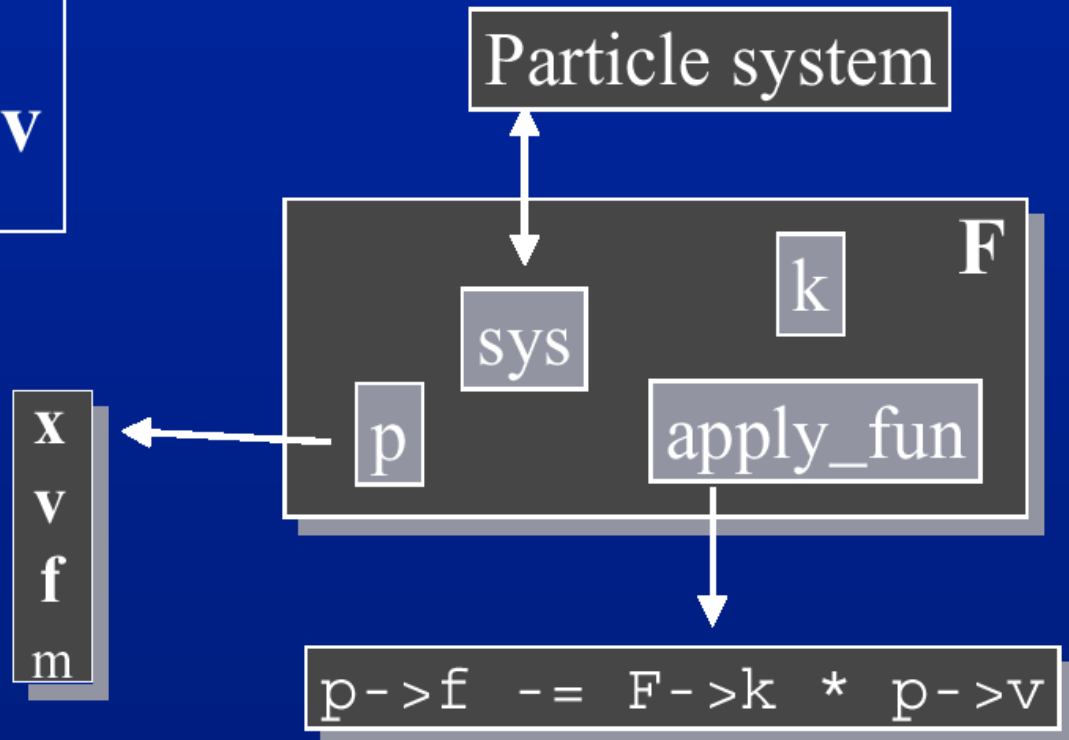 v
Particle system
F
k
sys
p
apply_fun
x
v
f
m
p->f -= F->k * p->v